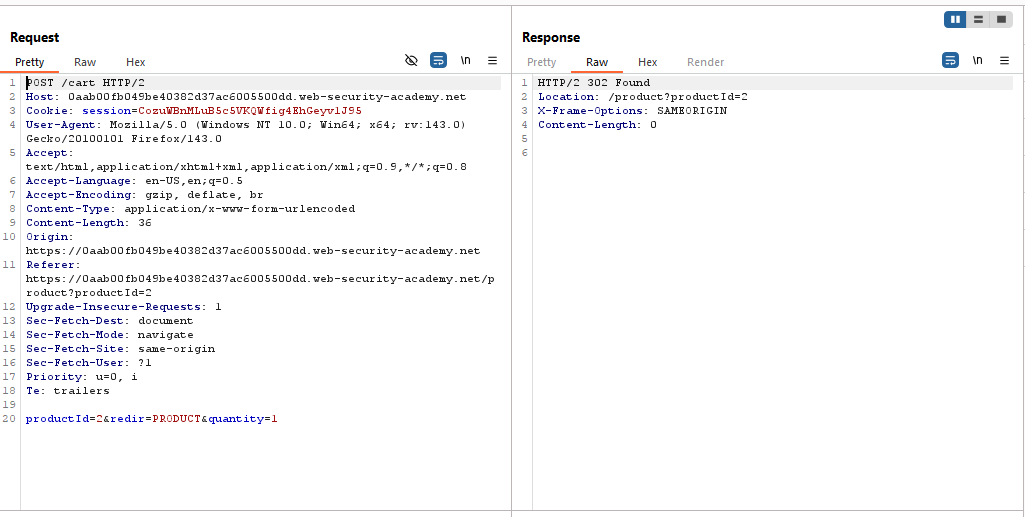 Request
Pretty Raw Hex \n
1 POST /cart HTTP/2
2 Host: 0aab00fb049be40382d37ac6005500dd.web-security-academy.net
3 Cookie: session=CozuWBnMLuB5c5VKQWfig4EhGeyvlJ95
4 User-Agent: Mozilla/5.0 (Windows NT 10.0; Win64; x64; rv:143.0)
Gecko/20100101 Firefox/143.0
5 Accept:
text/html,application/xhtml+xml,application/xml;q=0.9,*/*;q=0.8
6 Accept-Language: en-US,en;q=0.5
7 Accept-Encoding: gzip, deflate, br
8 Content-Type: application/x-www-form-urlencoded
9 Content-Length: 36
10 Origin:
https://0aab00fb049be40382d37ac6005500dd.web-security-academy.net
11 Referer:
https://0aab00fb049be40382d37ac6005500dd.web-security-academy.net/p
roduct?productId=2
12 Upgrade-Insecure-Requests: 1
13 Sec-Fetch-Dest: document
14 Sec-Fetch-Mode: navigate
15 Sec-Fetch-Site: same-origin
16 Sec-Fetch-User: ?1
17 Priority: u=0, i
18 Te: trailers
19
20 productId=2&redir=PRODUCT&quantity=1
Response
Pretty Raw Hex Render \n
1 HTTP/2 302 Found
2 Location: /product?productId=2
3 X-Frame-Options: SAMEORIGIN
4 Content-Length: 0
5
6